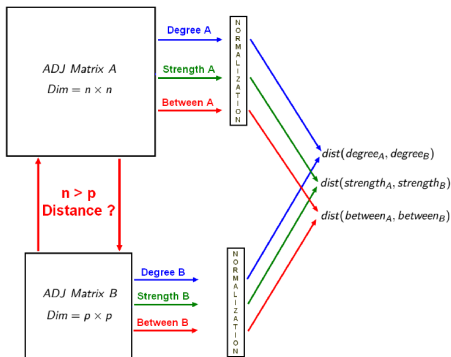 ADJ Matrix A
Dim = n × n
Degree A
Strength A
Between A
NORMALIZATION
dist(degree_A, degree_B)
dist(strength_A, strength_B)
dist(between_A, between_B)
n > p
Distance ?
ADJ Matrix B
Dim = p × p
Degree B
Strength B
Between B
NORMALIZATION